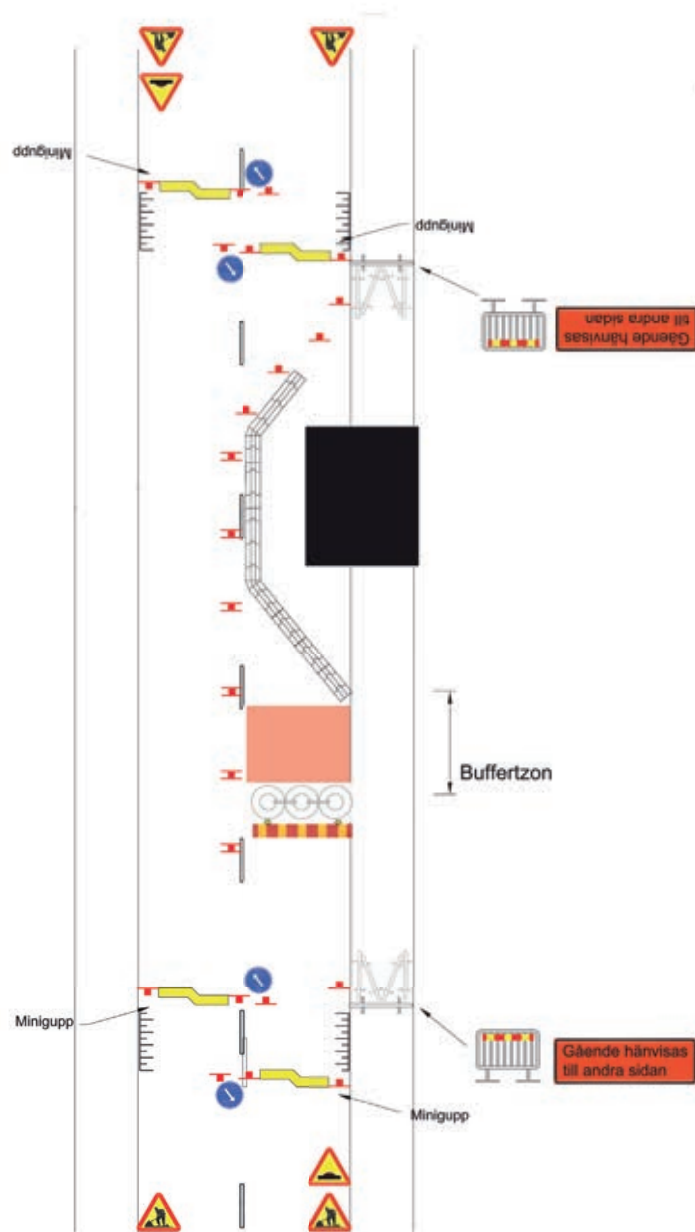 Minigupp
Minigupp
Gående hänvisas
till andra sidan
Buffertzon
Minigupp
Gående hänvisas
till andra sidan
Minigupp